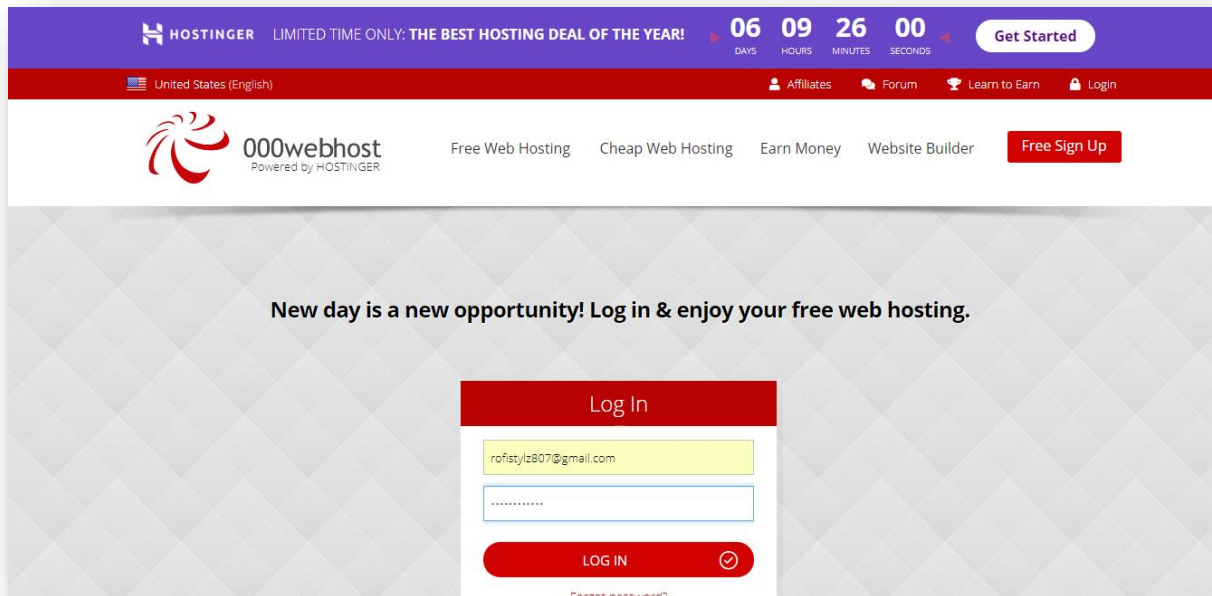 HOSTINGER LIMITED TIME ONLY: THE BEST HOSTING DEAL OF THE YEAR! 06 09 26 00 Get Started
DAYS HOURS MINUTES SECONDS
United States (English) Affiliates Forum Learn to Earn Login
000webhost Free Web Hosting Cheap Web Hosting Earn Money Website Builder Free Sign Up
Powered by HOSTINGER
New day is a new opportunity! Log in & enjoy your free web hosting.
Log In
rofistylz807@gmail.com
............
LOG IN
Forgot password?